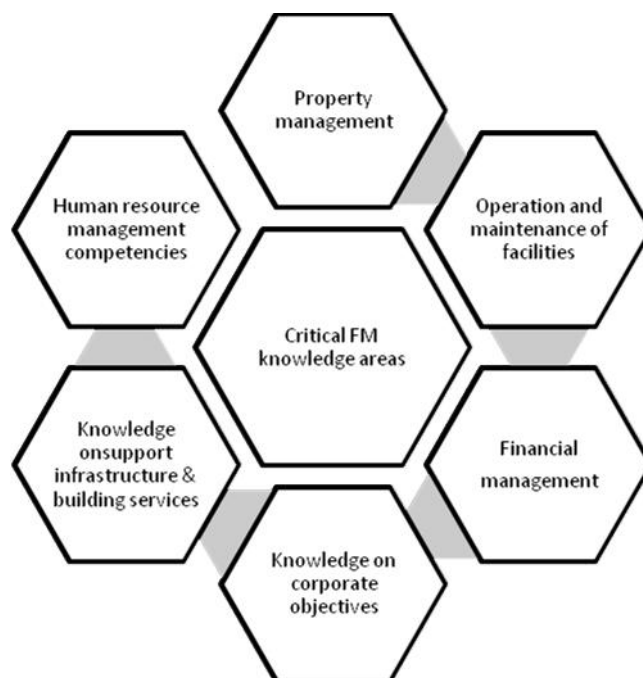 Property
management
Human resource
management
competencies
Operation and
maintenance of
facilities
Critical FM
knowledge areas
Knowledge
onsupport
infrastructure &
building services
Financial
management
Knowledge on
corporate
objectives